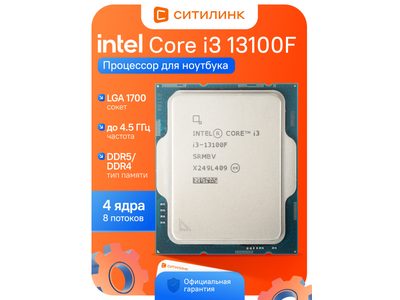 СИТИЛИНК
intel Core i3 13100F
Процессор для ноутбука
LGA 1700
сокет
до 4.5 ГГц
частота
DDR5/
DDR4
тип памяти
4 ядра
8 потоков
INTEL® CORE™ i3
i3-13100F
SRMBV
X249L409
СИТИЛИНК
Официальная
гарантия